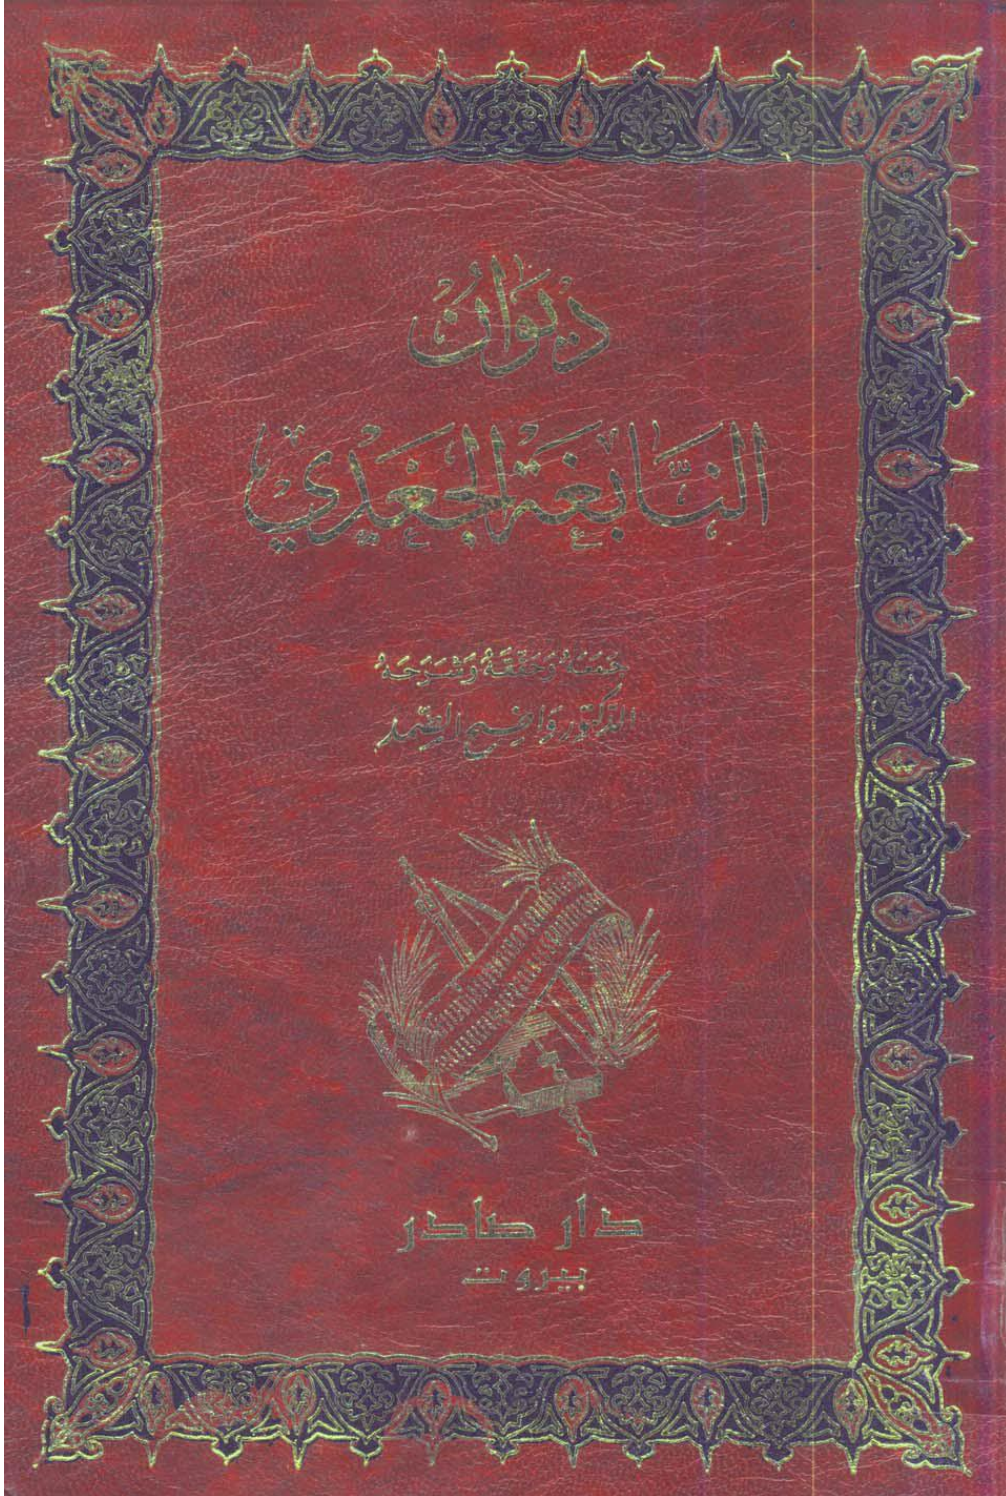 ديوان
النابغة الجعدي
جمعه وحققه وشرحه
الدكتور واضح الصمد
دار صادر
بيروت